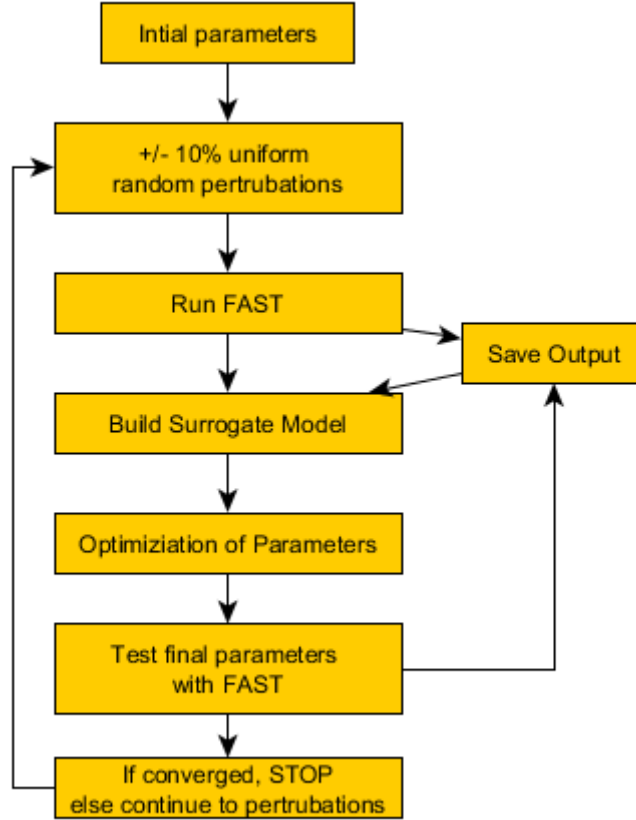 Intial parameters
+/- 10% uniform
random pertrubations
Run FAST
Save Output
Build Surrogate Model
Optimiziation of Parameters
Test final parameters
with FAST
If converged, STOP
else continue to pertrubations